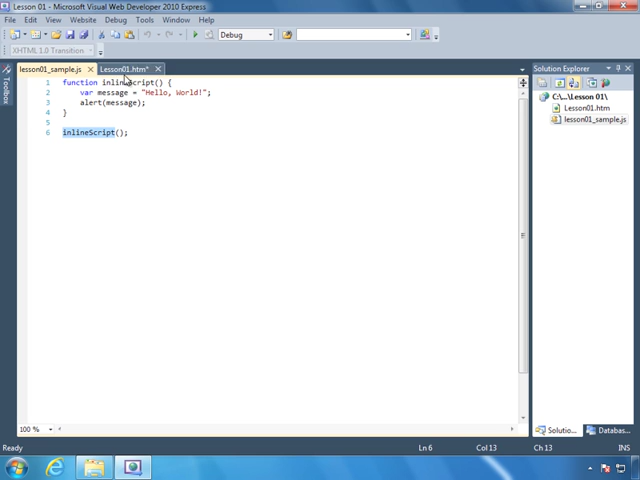 Lesson 01 - Microsoft Visual Web Developer 2010 Express
File Edit View Website Debug Tools Window Help
Debug
XHTML 1.0 Transition
lesson01_sample.js Lesson01.htm*
Toolbox
1 function inlineScript() {
2 var message = "Hello, World!";
3 alert(message);
4 }
5
6 inlineScript();
100 %
Solution Explorer
C:\...\Lesson 01\
Lesson01.htm
lesson01_sample.js
Solutio... Databas...
Ready Ln 6 Col 13 Ch 13 INS